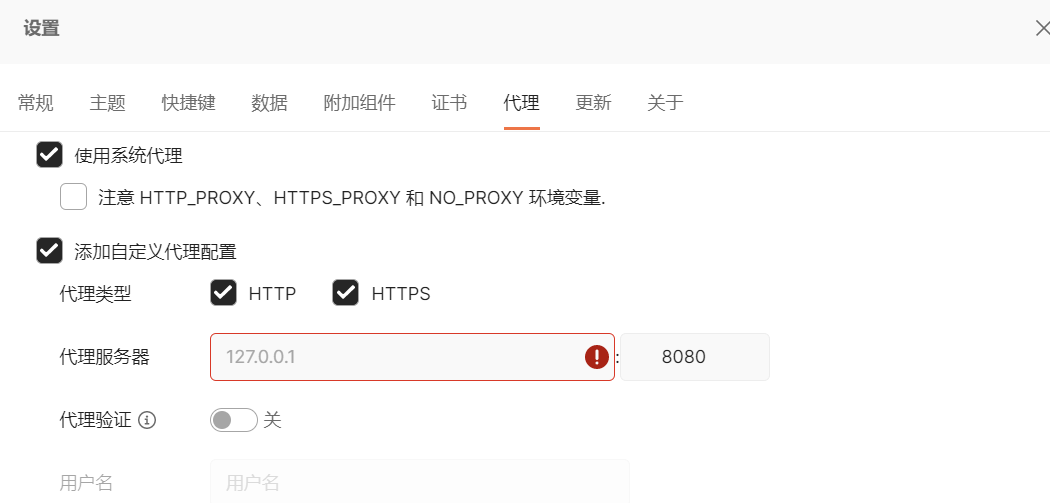 设置
常规 主题 快捷键 数据 附加组件 证书 代理 更新 关于
使用系统代理
注意 HTTP_PROXY、HTTPS_PROXY 和 NO_PROXY 环境变量.
添加自定义代理配置
代理类型 HTTP HTTPS
代理服务器 127.0.0.1 : 8080
代理验证 关
用户名 用户名